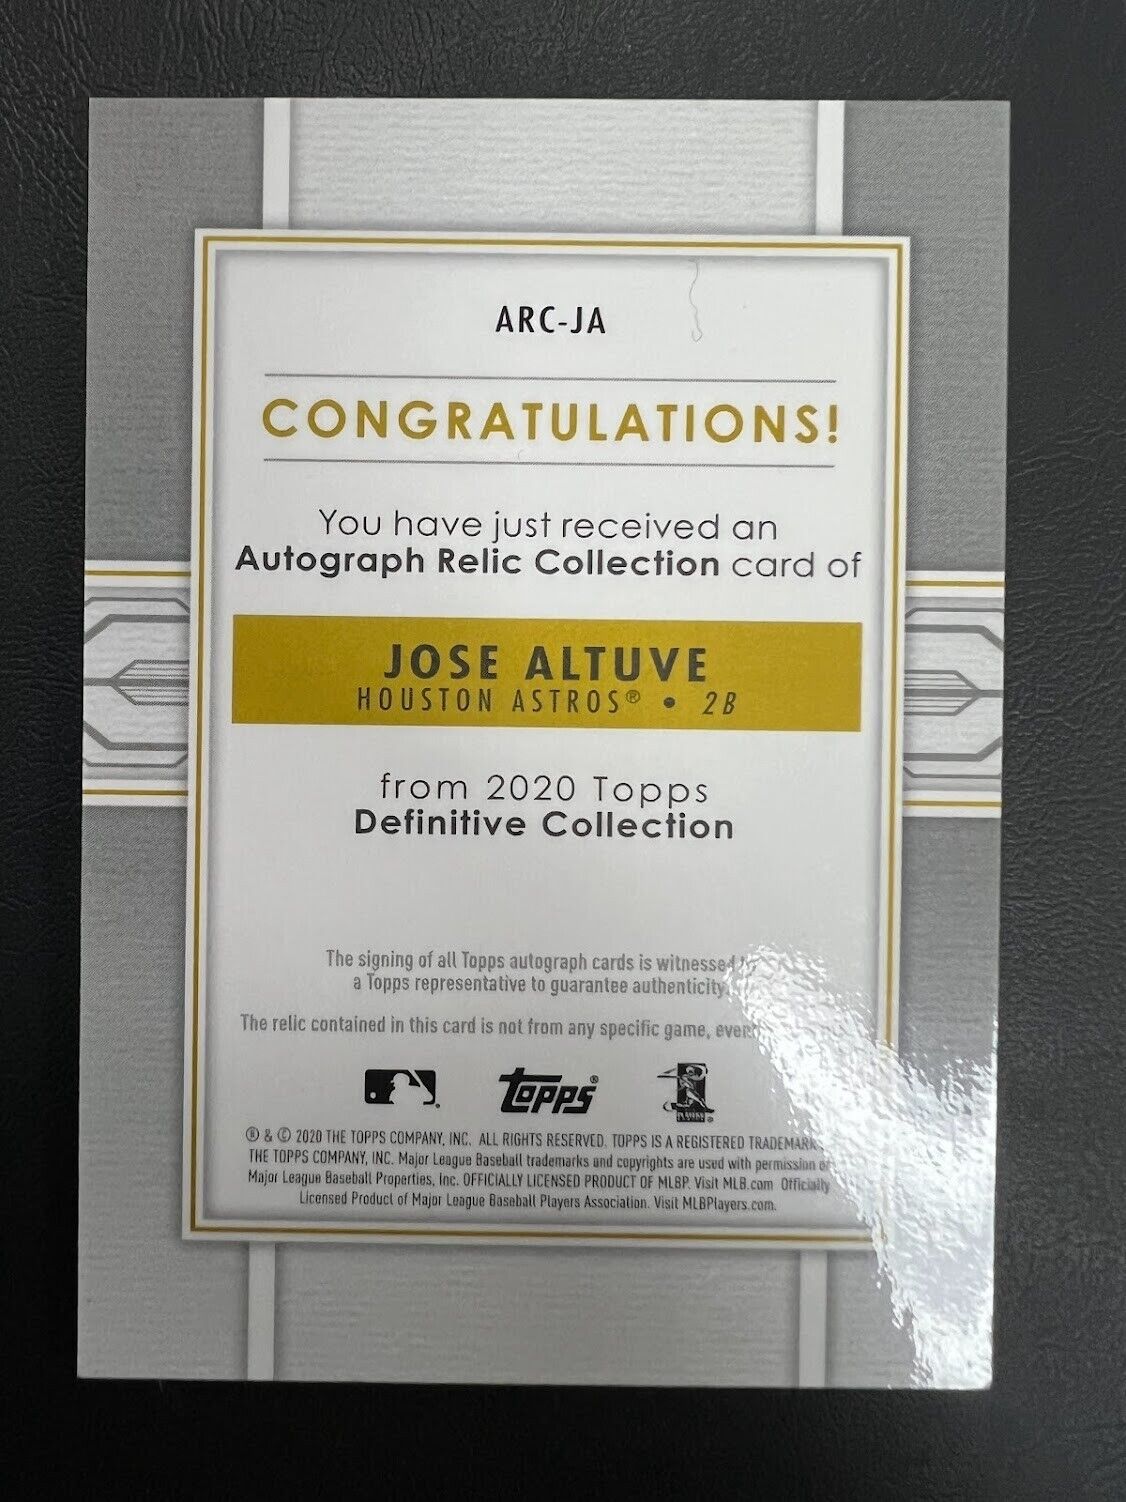 ARC-JA
CONGRATULATIONS!
You have just received an
Autograph Relic Collection card of
JOSE ALTUVE
HOUSTON ASTROS® • 2B
from 2020 Topps
Definitive Collection
The signing of all Topps autograph cards is witnessed
a Topps representative to guarantee authenticity.
The relic contained in this card is not from any specific game,
Topps®
® & © 2020 THE TOPPS COMPANY, INC. ALL RIGHTS RESERVED. TOPPS IS A REGISTERED TRADEMARK
THE TOPPS COMPANY, INC. Major League Baseball trademarks and copyrights are used with permission
Major League Baseball Properties, Inc. OFFICIALLY LICENSED PRODUCT OF MLBP. Visit MLB.com Officially
Licensed Product of Major League Baseball Players Association. Visit MLBPlayers.com.